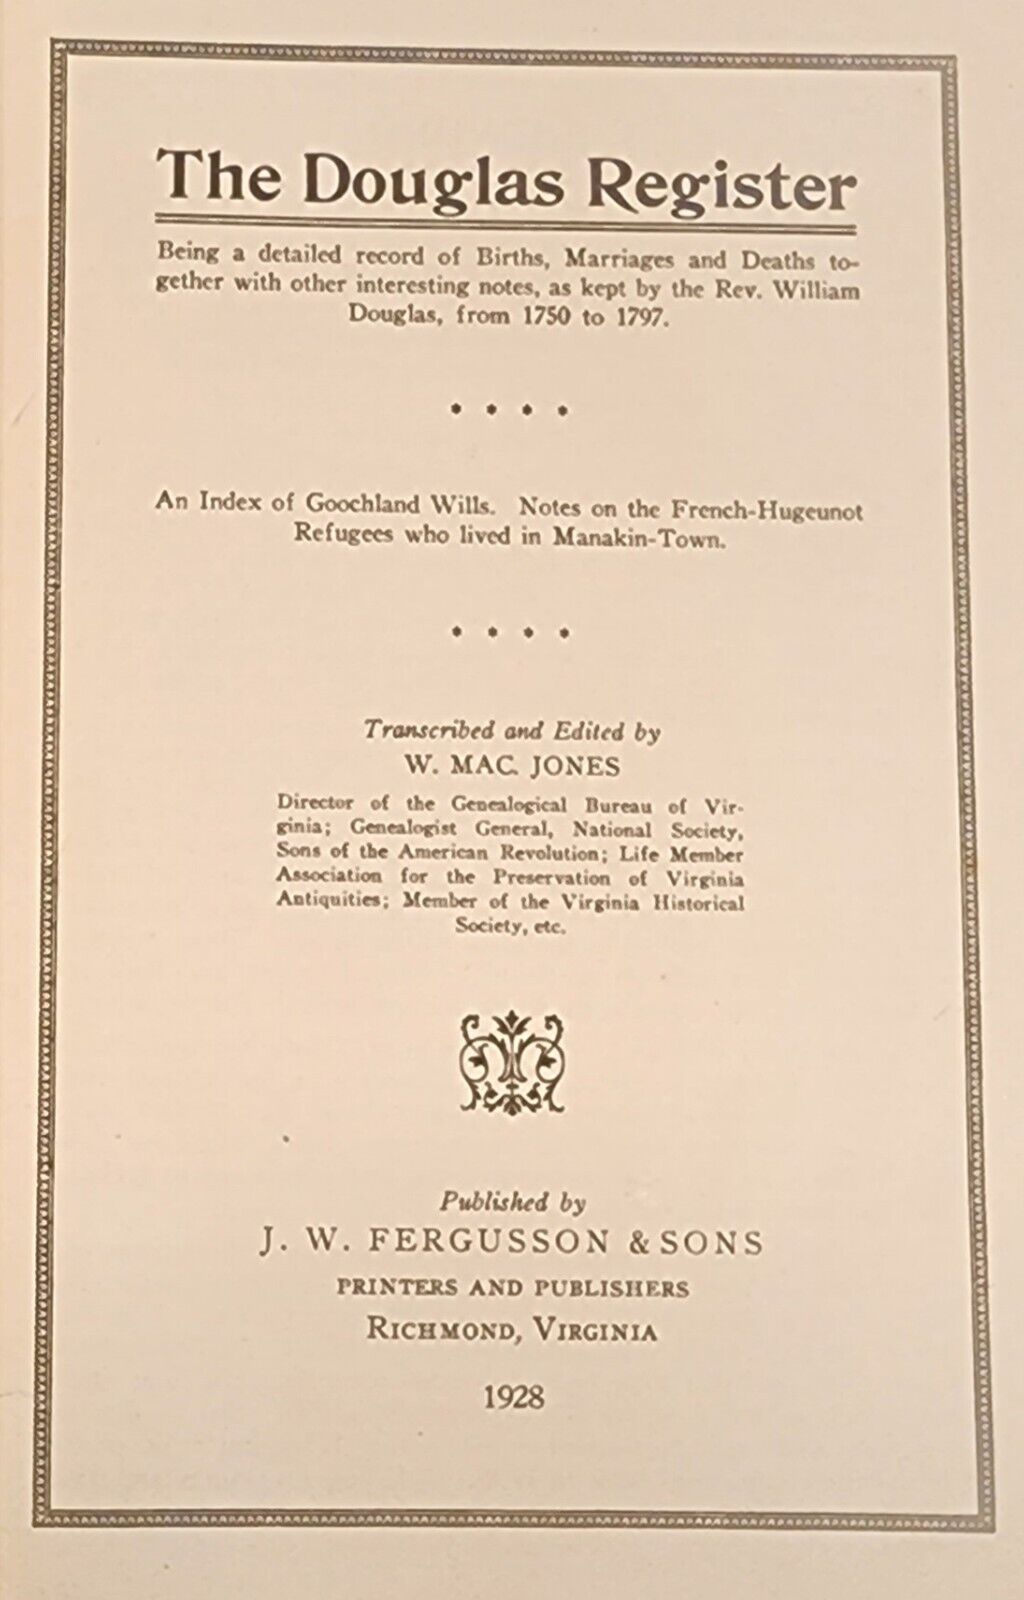 The Douglas Register
Being a detailed record of Births, Marriages and Deaths to-
gether with other interesting notes, as kept by the Rev. William
Douglas, from 1750 to 1797.
An Index of Goochland Wills. Notes on the French-Hugeunot
Refugees who lived in Manakin-Town.
Transcribed and Edited by
W. MAC. JONES
Director of the Genealogical Bureau of Vir-
ginia; Genealogist General, National Society,
Sons of the American Revolution; Life Member
Association for the Preservation of Virginia
Antiquities; Member of the Virginia Historical
Society, etc.
Published by
J. W. FERGUSSON & SONS
PRINTERS AND PUBLISHERS
RICHMOND, VIRGINIA
1928